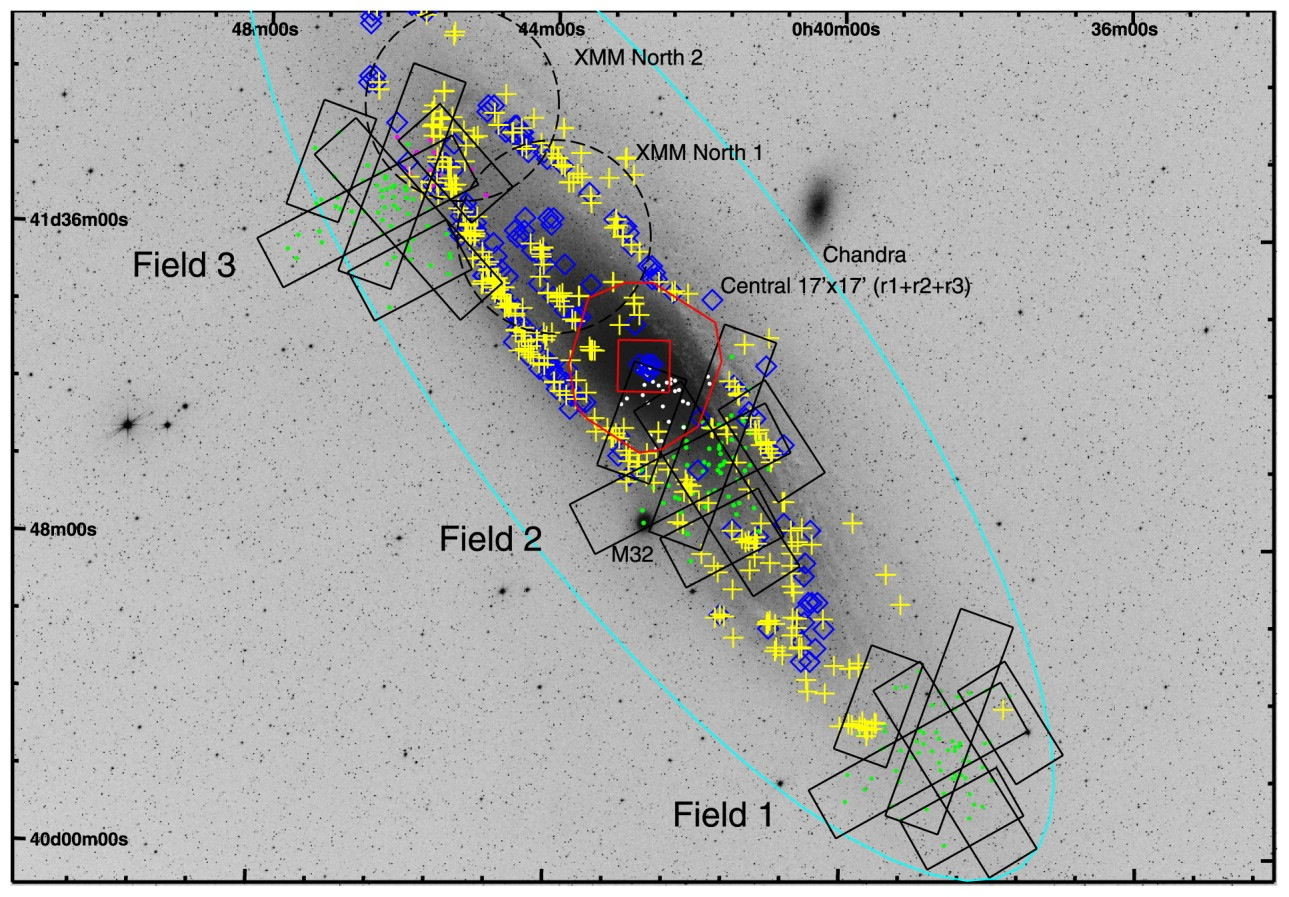 48m00s 44m00s 0h40m00s 36m00s
XMM North 2
XMM North 1
41d36m00s
Field 3
Chandra
Central 17'x17' (r1+r2+r3)
48m00s
Field 2
M32
Field 1
40d00m00s